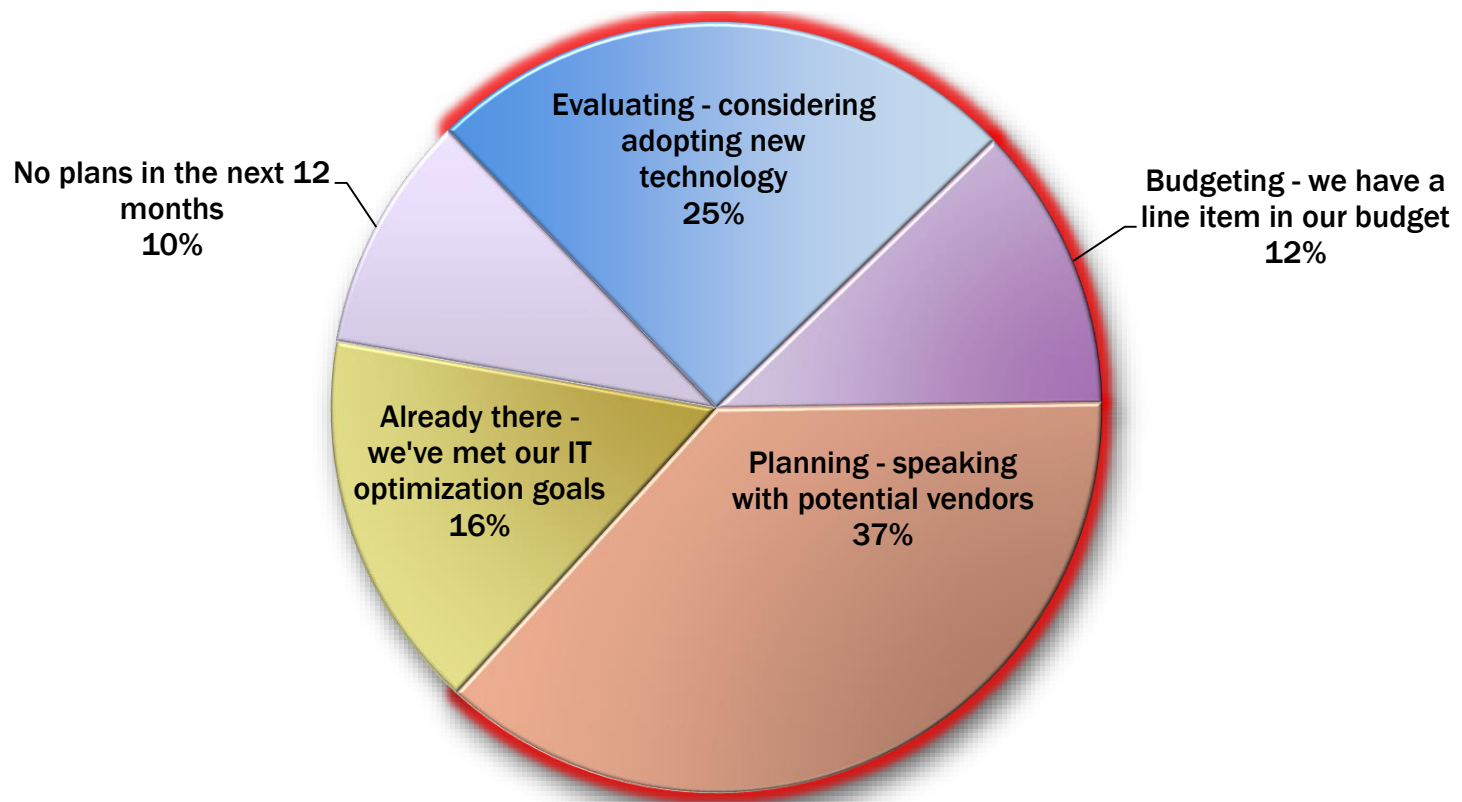 Evaluating - considering
adopting new
technology
25%
No plans in the next 12
months
10%
Budgeting - we have a
line item in our budget
12%
Already there -
we've met our IT
optimization goals
16%
Planning - speaking
with potential vendors
37%